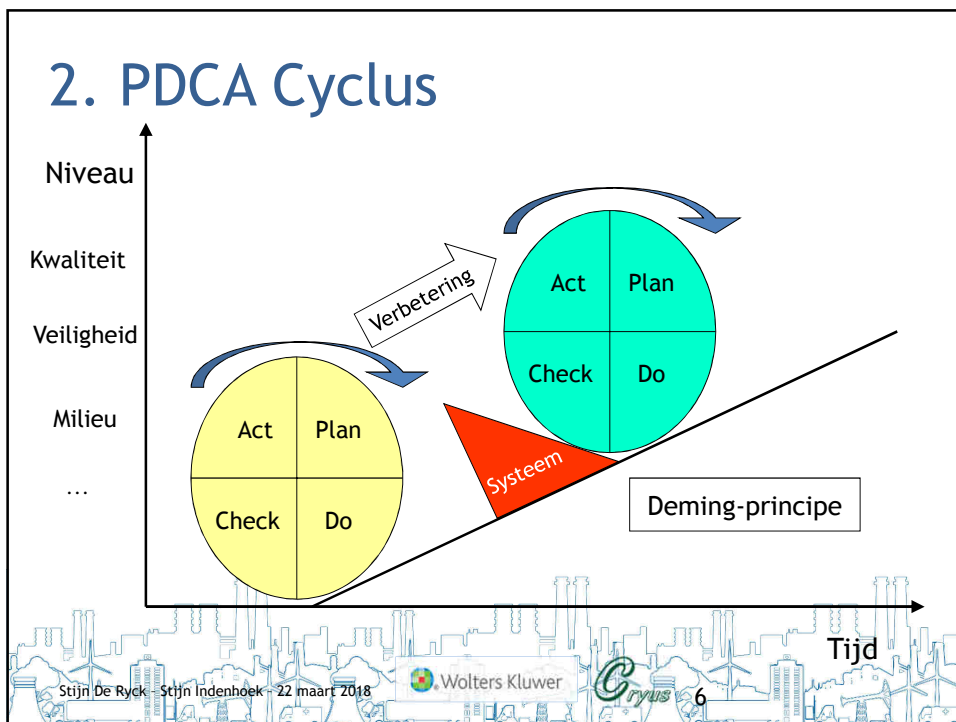 2. PDCA Cyclus
Niveau
Kwaliteit
Veiligheid
Milieu
...
Verbetering
Act Plan
Check Do
Act Plan
Check Do
Systeem
Deming-principe
Tijd
Stijn De Ryck – Stijn Indenhoek – 22 maart 2018
Wolters Kluwer
Cryus
6